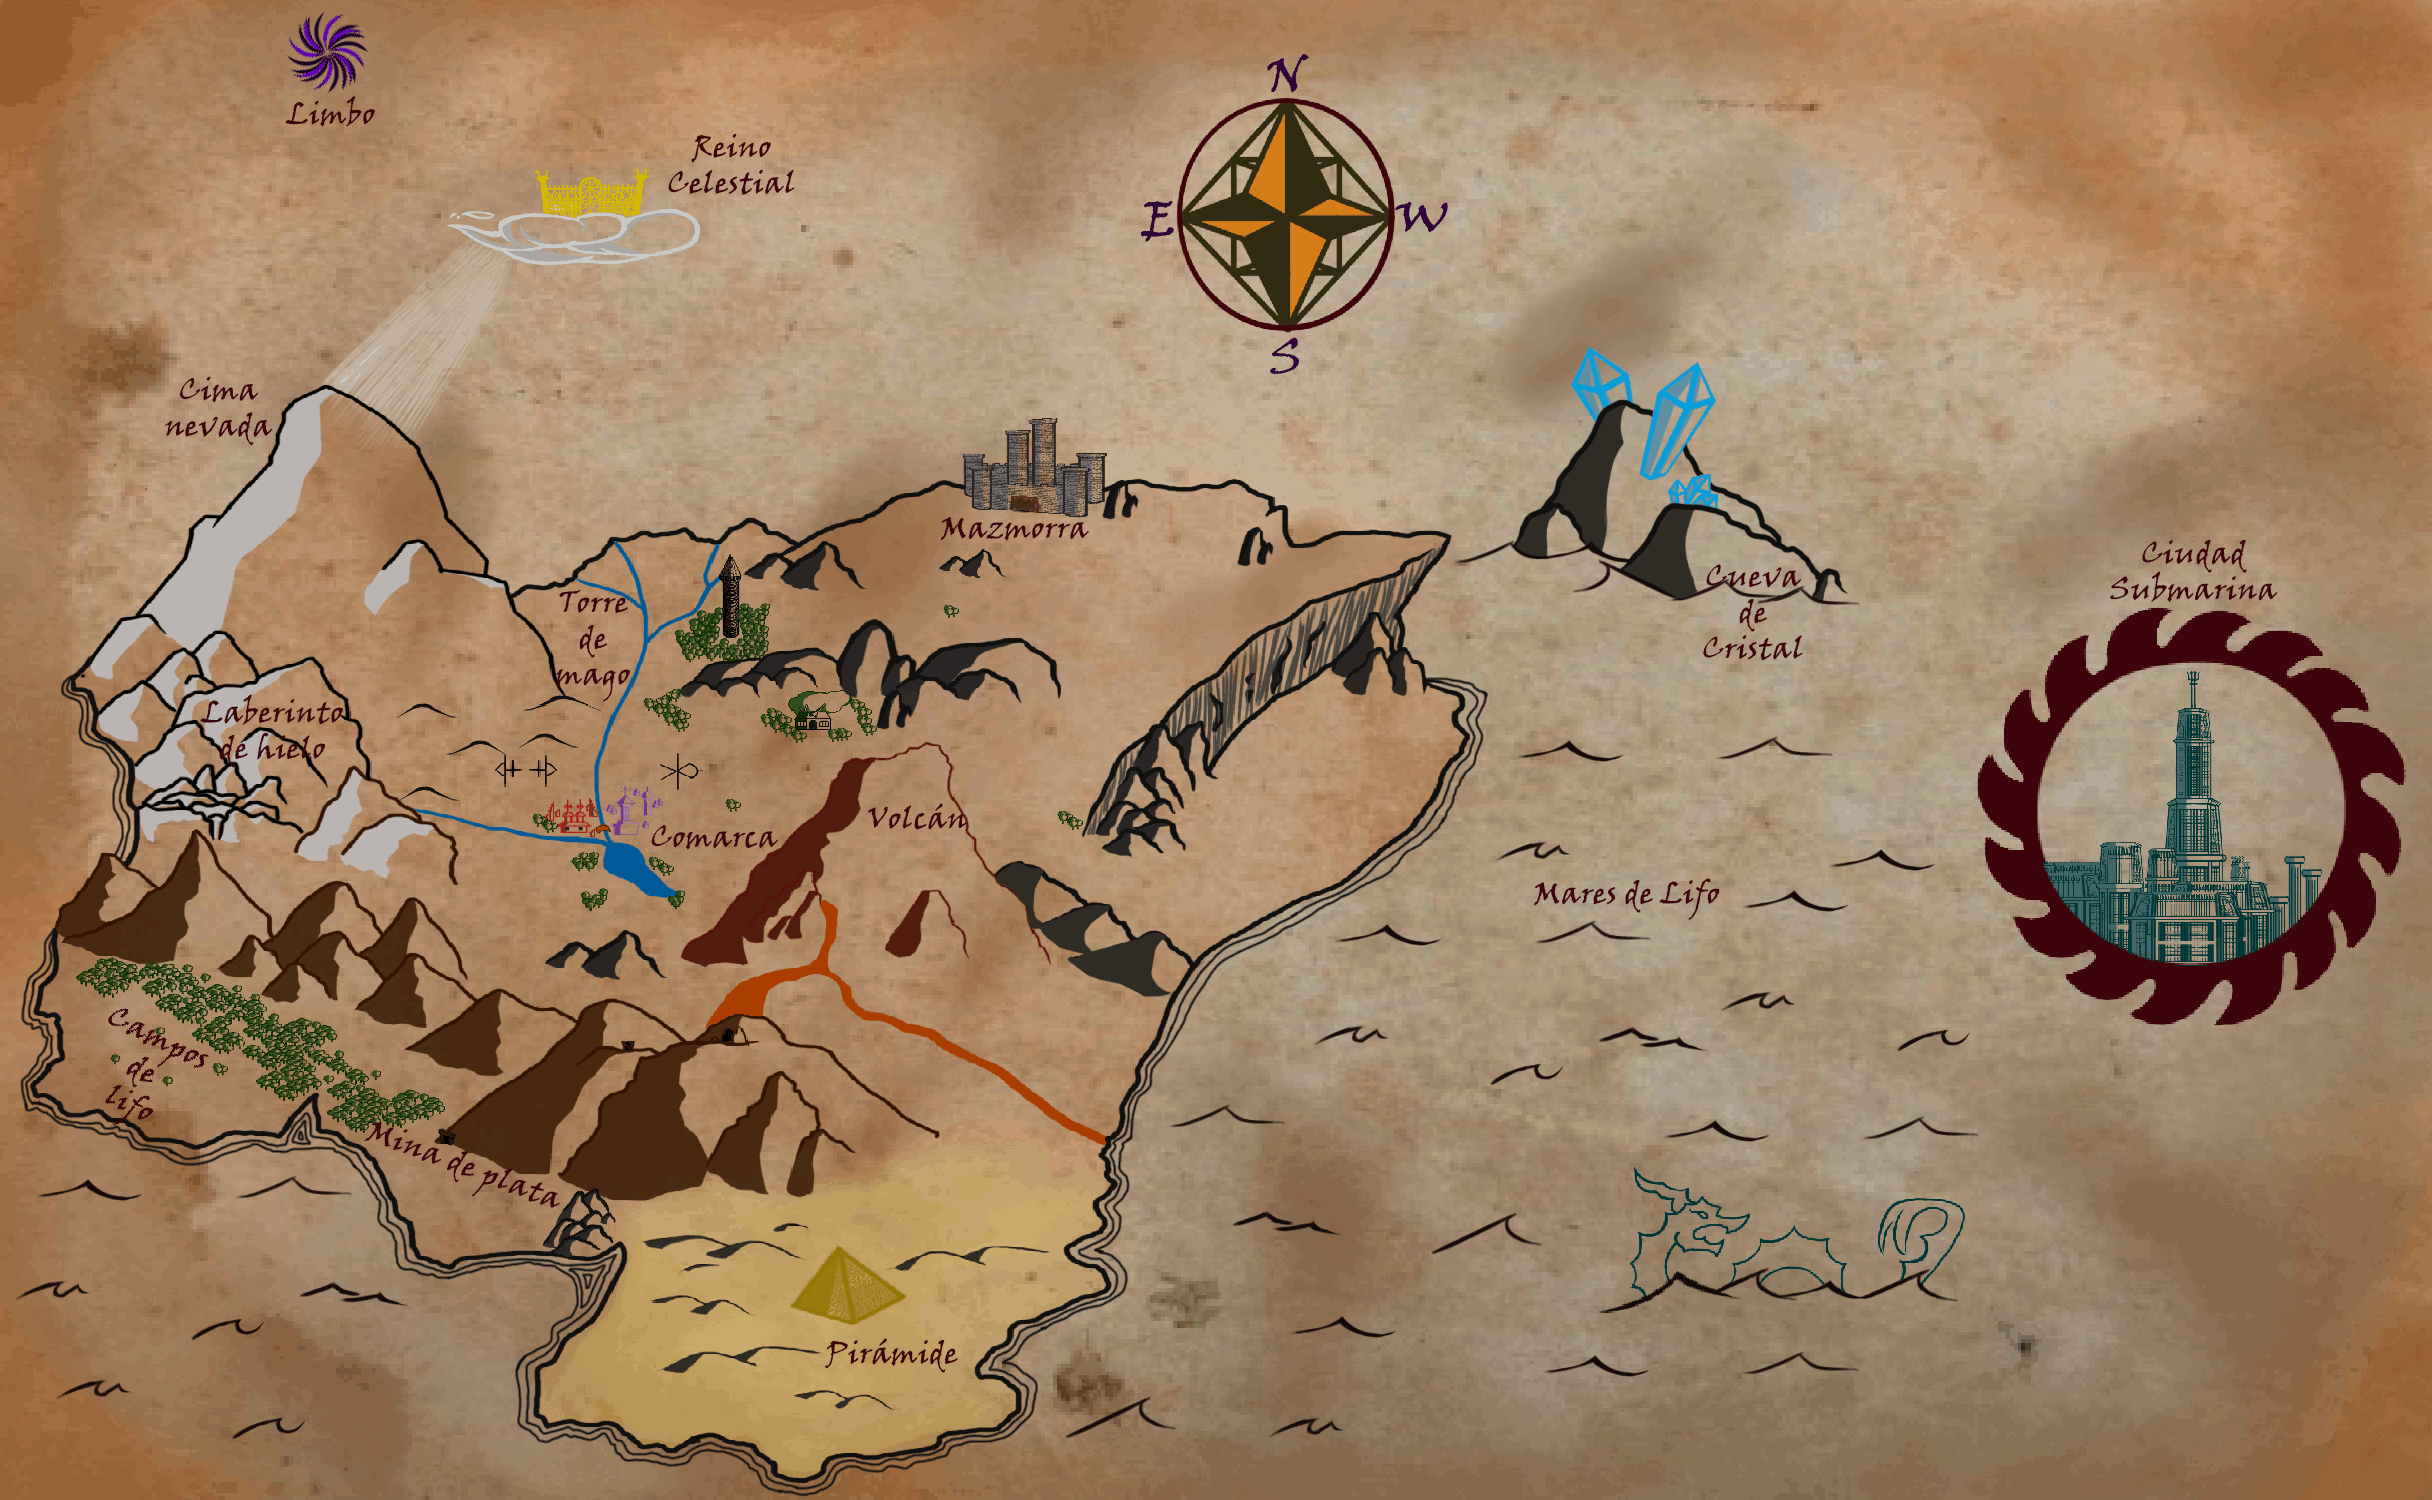 Limbo
Reino
Celestial
N
E
W
S
Cima
nevada
Mazmorra
Torre
de
mago
Cueva
de
Cristal
Ciudad
Submarina
Laberinto
de hielo
Volcán
Comarca
Mares de Lifo
Campos
de
lifo
Mina de plata
Pirámide